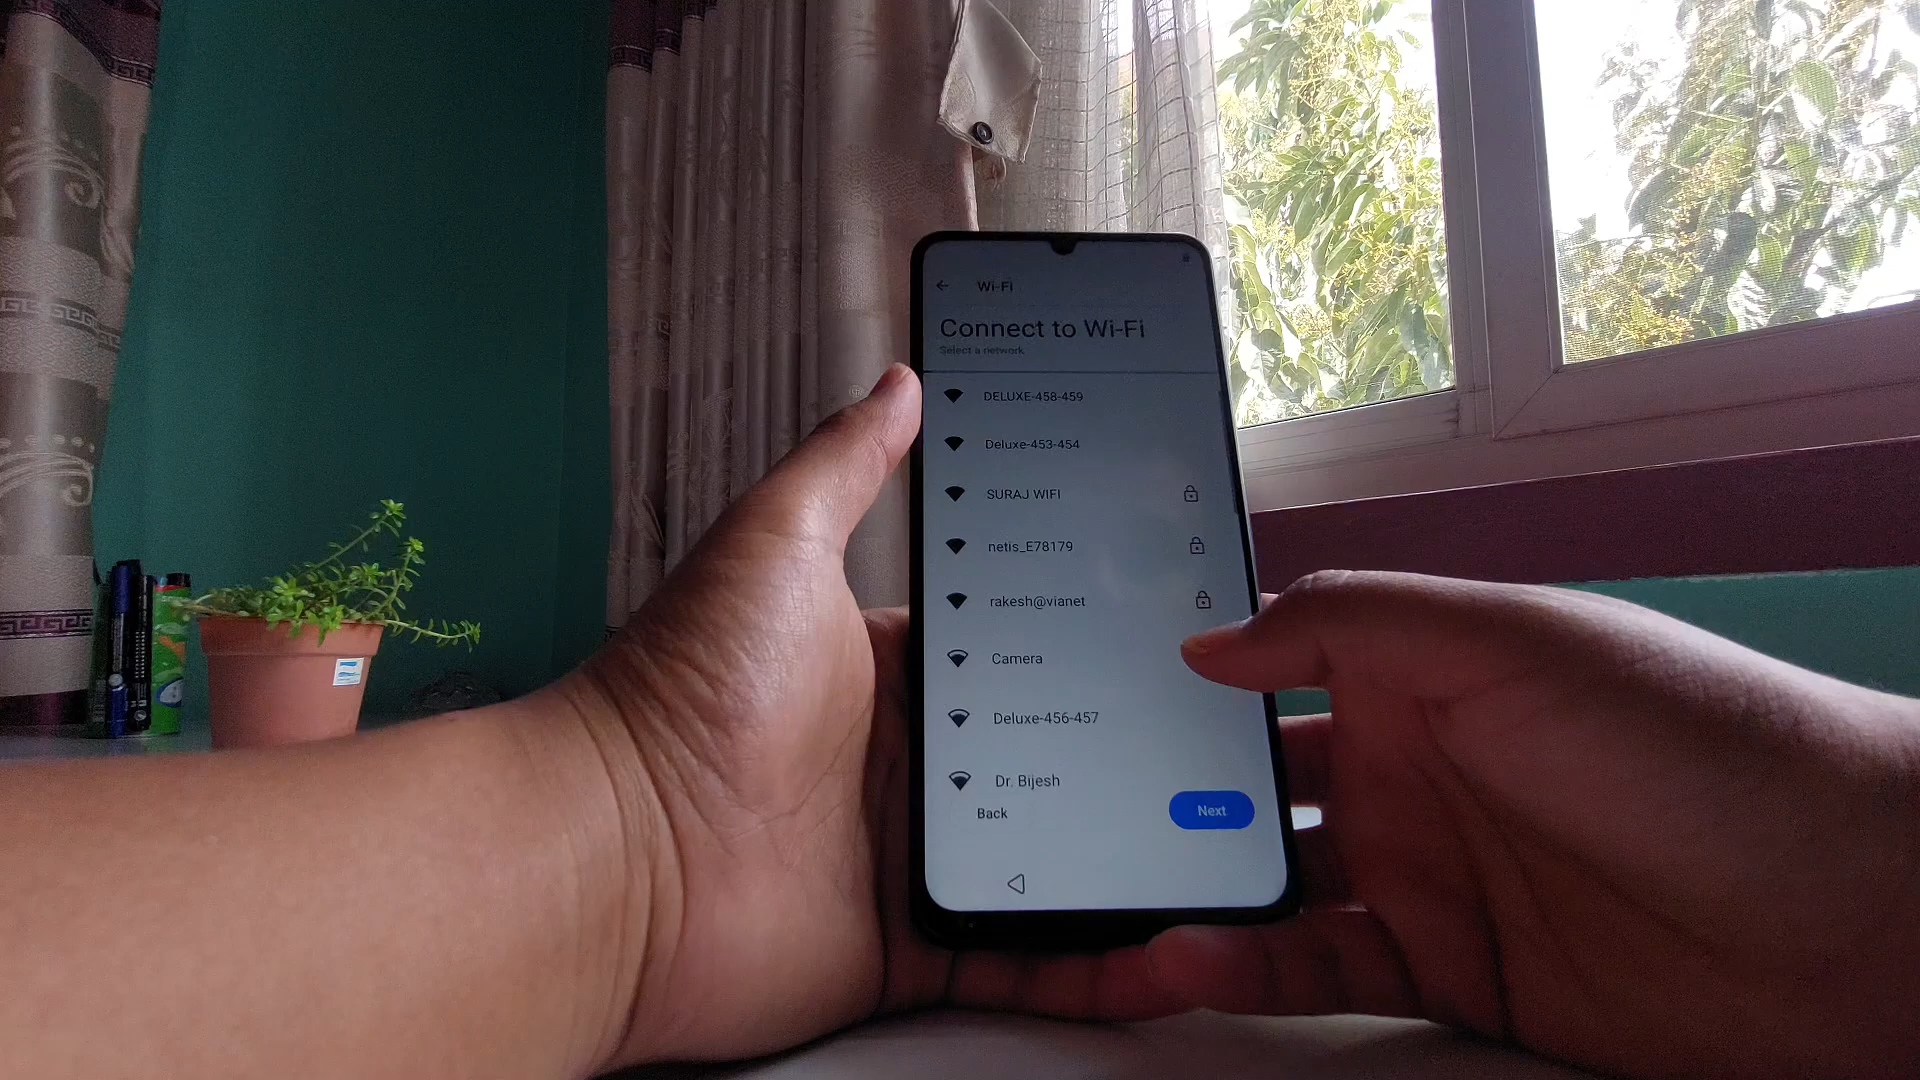 Wi-Fi
Connect to Wi-Fi
Select a network
DELUXE-458-459
Deluxe-453-454
SURAJ WIFI
netis_E78179
rakesh@vianet
Camera
Deluxe-456-457
Dr. Bijesh
Back
Next